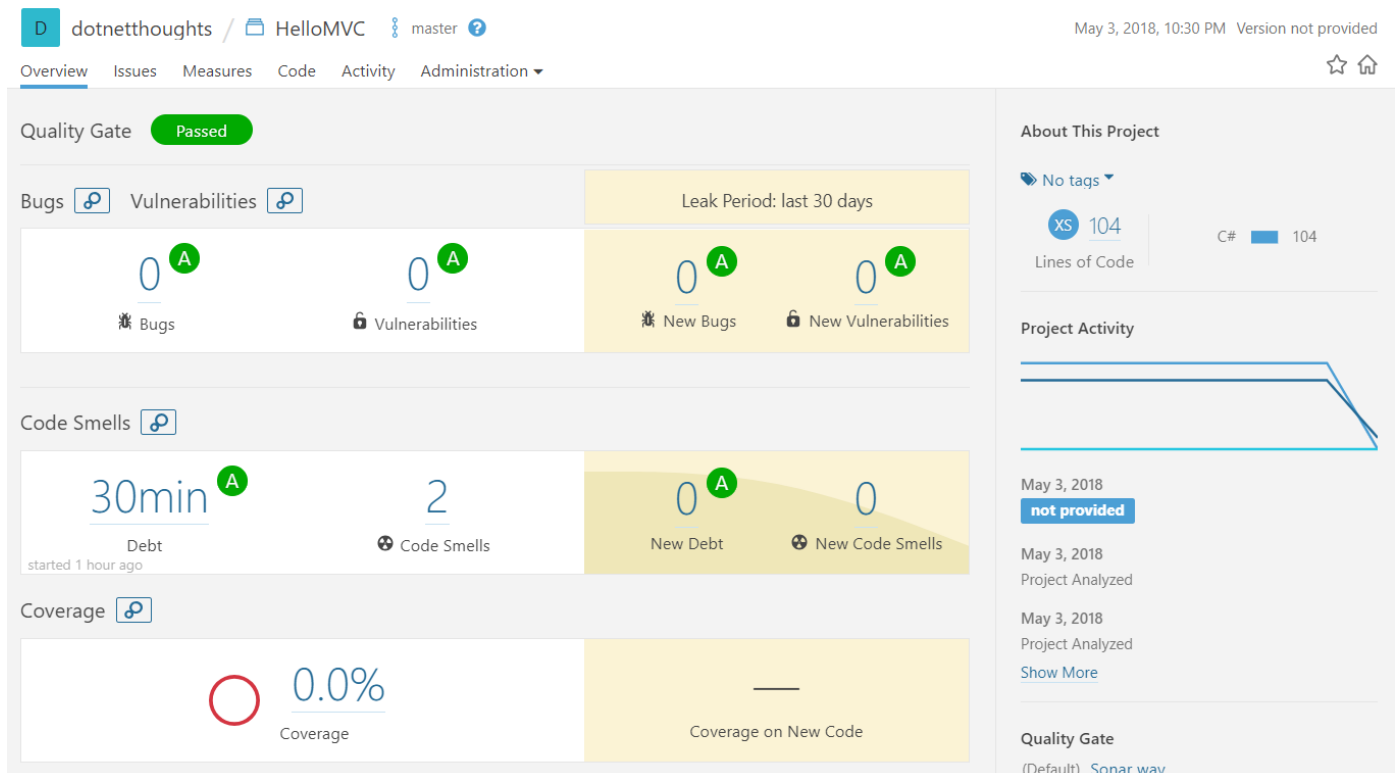 D dotnetthoughts / HelloMVC master ?
May 3, 2018, 10:30 PM Version not provided
Overview Issues Measures Code Activity Administration
Quality Gate Passed
Bugs Vulnerabilities
Leak Period: last 30 days
0 A
Bugs
0 A
Vulnerabilities
0 A
New Bugs
0 A
New Vulnerabilities
Code Smells
30min A
Debt
started 1 hour ago
2
Code Smells
0 A
New Debt
0
New Code Smells
Coverage
0.0%
Coverage
—
Coverage on New Code
About This Project
No tags
XS 104
Lines of Code
C# 104
Project Activity
May 3, 2018
not provided
May 3, 2018
Project Analyzed
May 3, 2018
Project Analyzed
Show More
Quality Gate
(Default) Sonar way